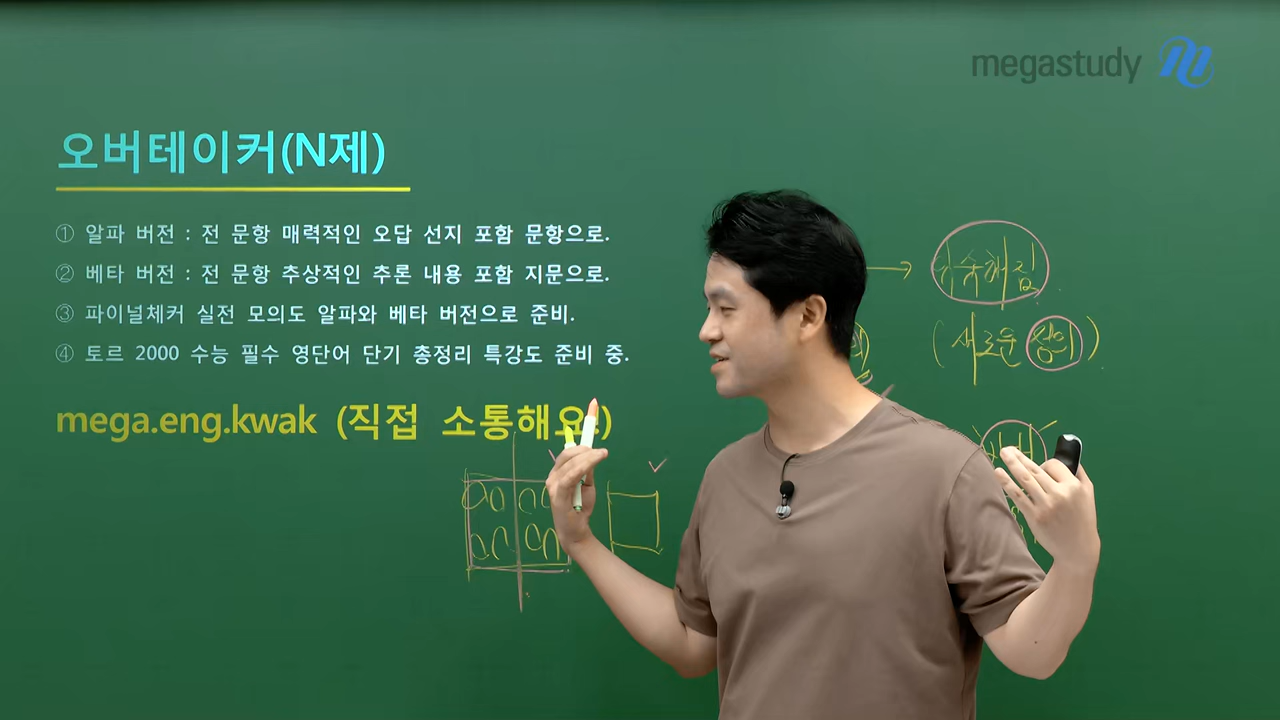 megastudy
오버테이커(N제)
① 알파 버전 : 전 문항 매력적인 오답 선지 포함 문항으로.
② 베타 버전 : 전 문항 추상적인 추론 내용 포함 지문으로.
③ 파이널체커 실전 모의도 알파와 베타 버전으로 준비.
④ 토르 2000 수능 필수 영단어 단기 총정리 특강도 준비 중.
mega.eng.kwak (직접 소통해요!)
(새로운 정의)